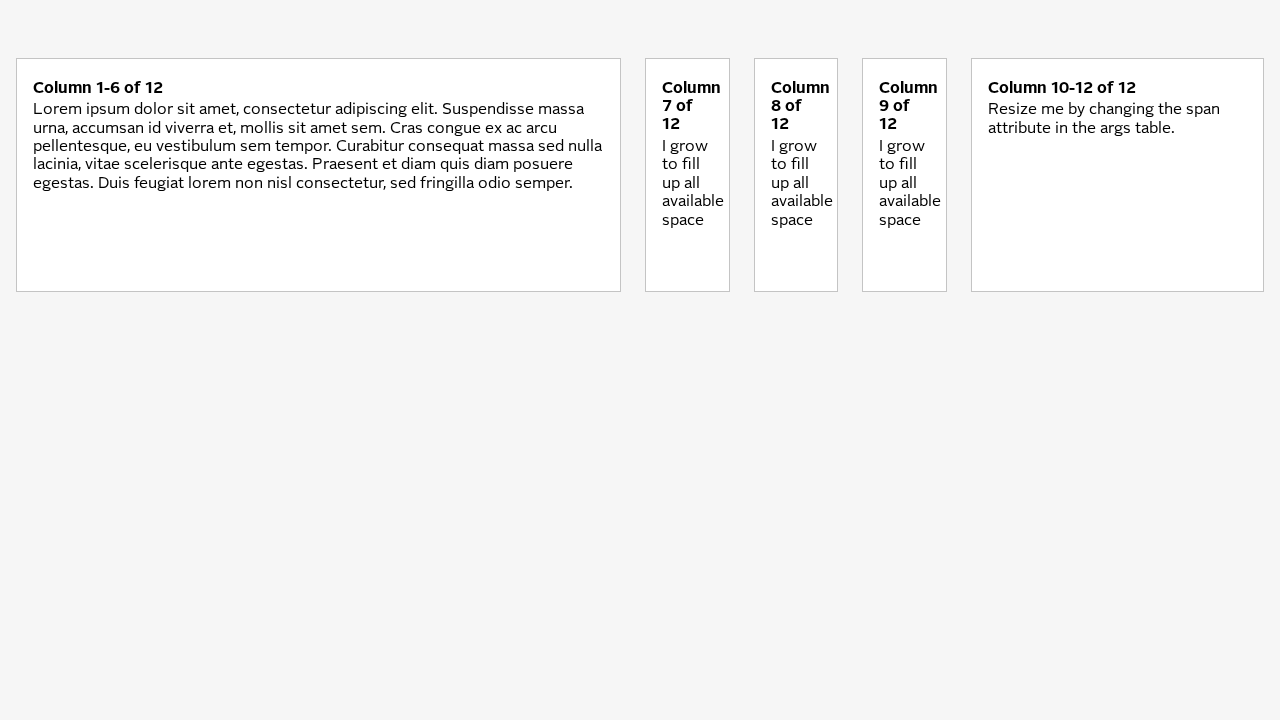 Column 1-6 of 12
Lorem ipsum dolor sit amet, consectetur adipiscing elit. Suspendisse massa
urna, accumsan id viverra et, mollis sit amet sem. Cras congue ex ac arcu
pellentesque, eu vestibulum sem tempor. Curabitur consequat massa sed nulla
lacinia, vitae scelerisque ante egestas. Praesent et diam quis diam posuere
egestas. Duis feugiat lorem non nisl consectetur, sed fringilla odio semper.
Column
7 of
12
I grow
to fill
up all
available
space
Column
8 of
12
I grow
to fill
up all
available
space
Column
9 of
12
I grow
to fill
up all
available
space
Column 10-12 of 12
Resize me by changing the span
attribute in the args table.